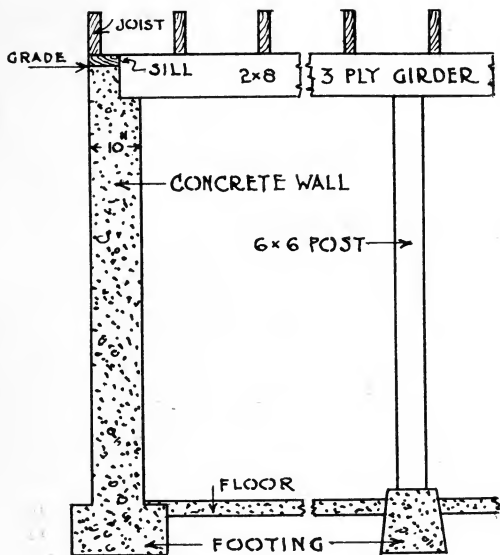 JOIST
GRADE
SILL
2×8 3 PLY GIRDER
10"
CONCRETE WALL
6×6 POST
FLOOR
FOOTING